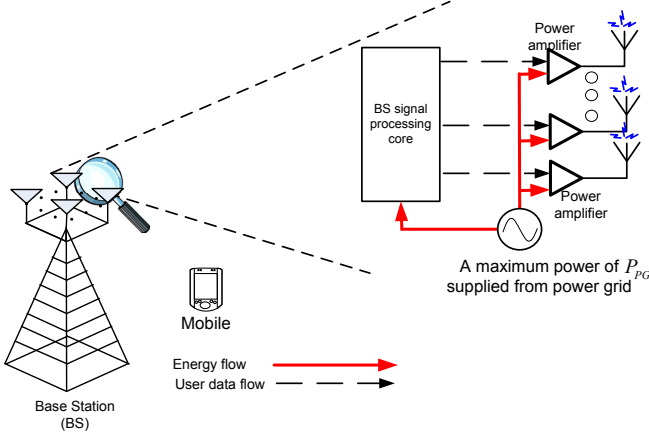 Power
amplifier
BS signal
processing
core
Power
amplifier
A maximum power of P_PG
supplied from power grid
Mobile
Energy flow
User data flow
Base Station
(BS)